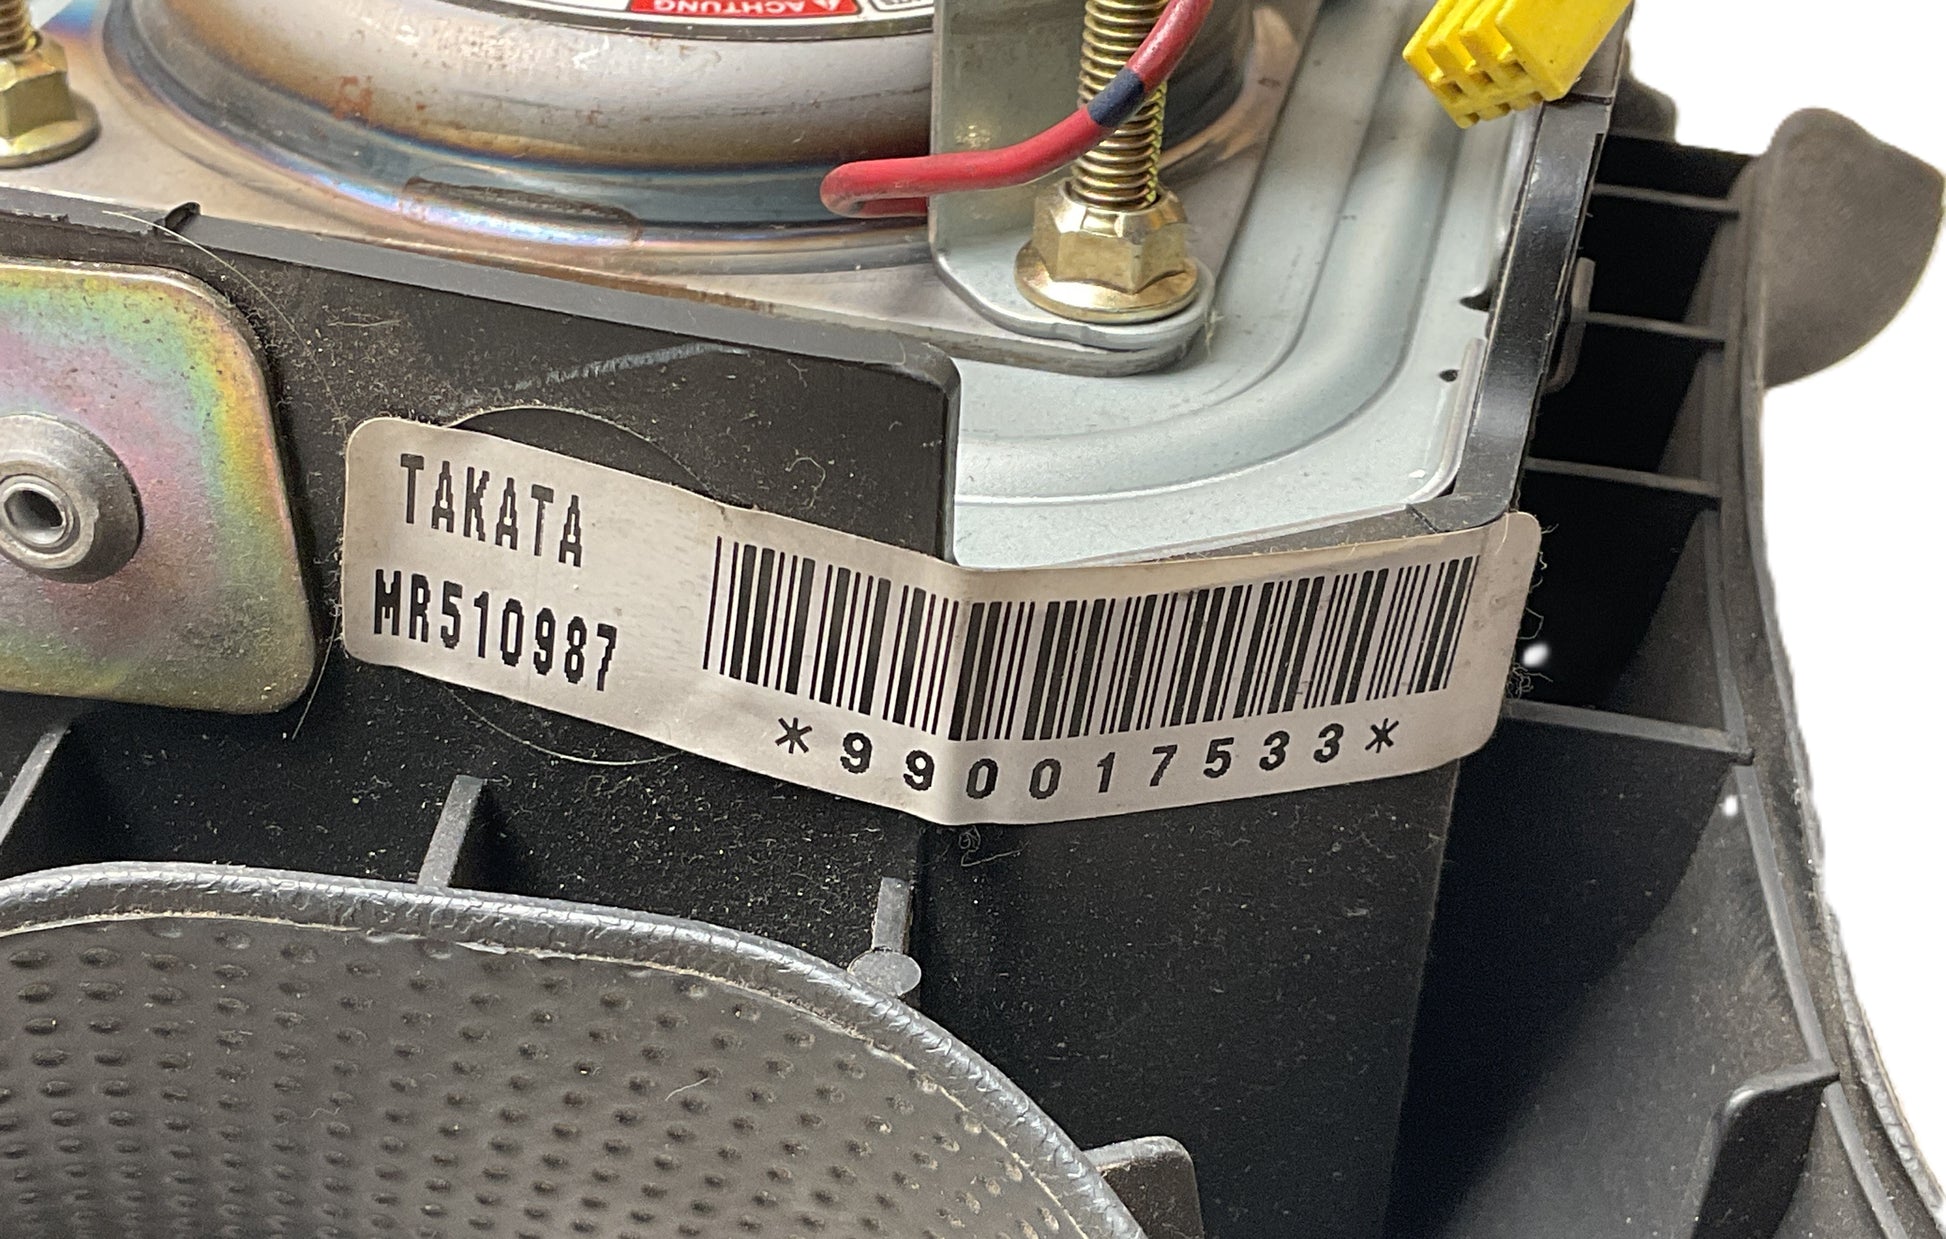 ACHTUNG
TAKATA
MR510987
*990017533*